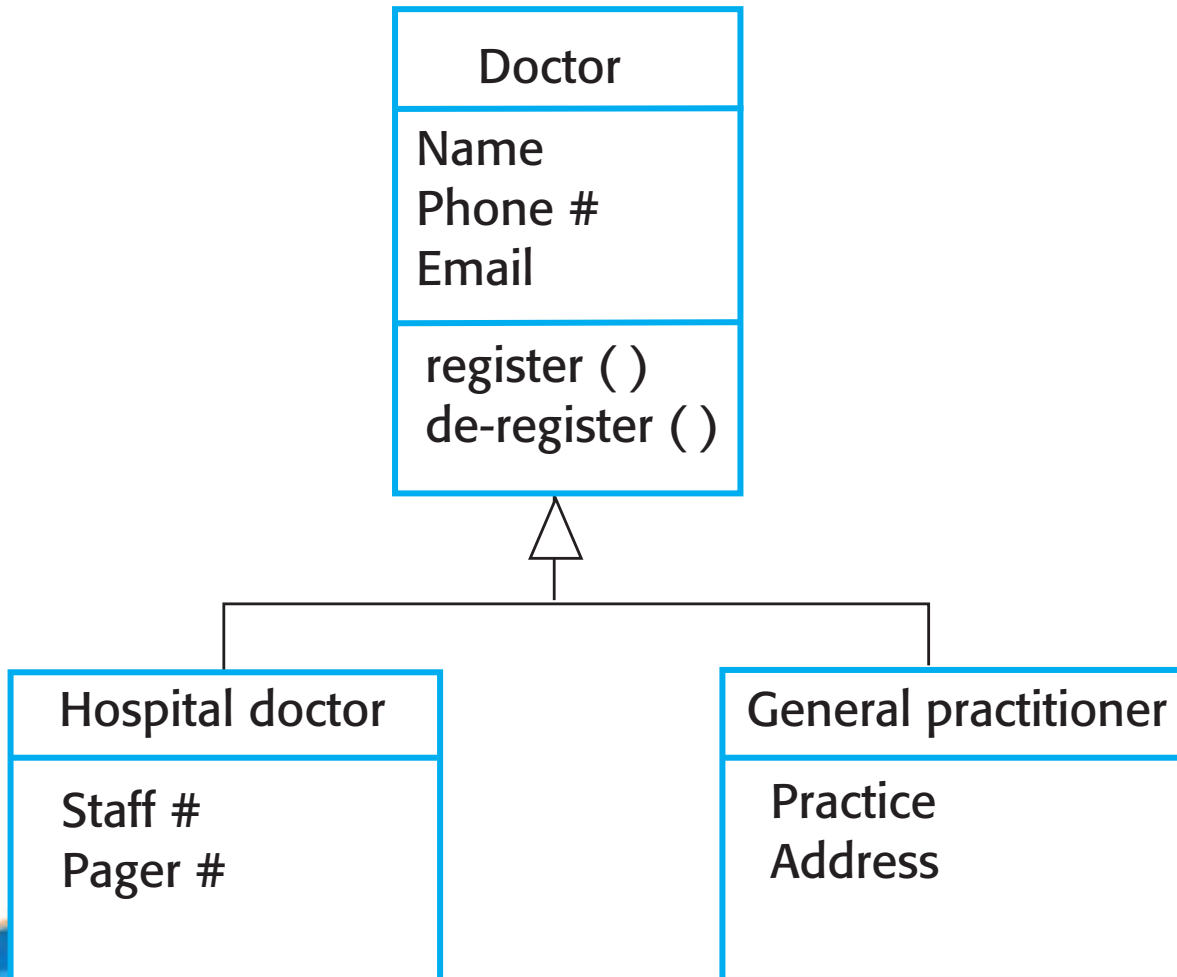 Doctor
Name
Phone #
Email
register ( )
de-register ( )
Hospital doctor
Staff #
Pager #
General practitioner
Practice
Address